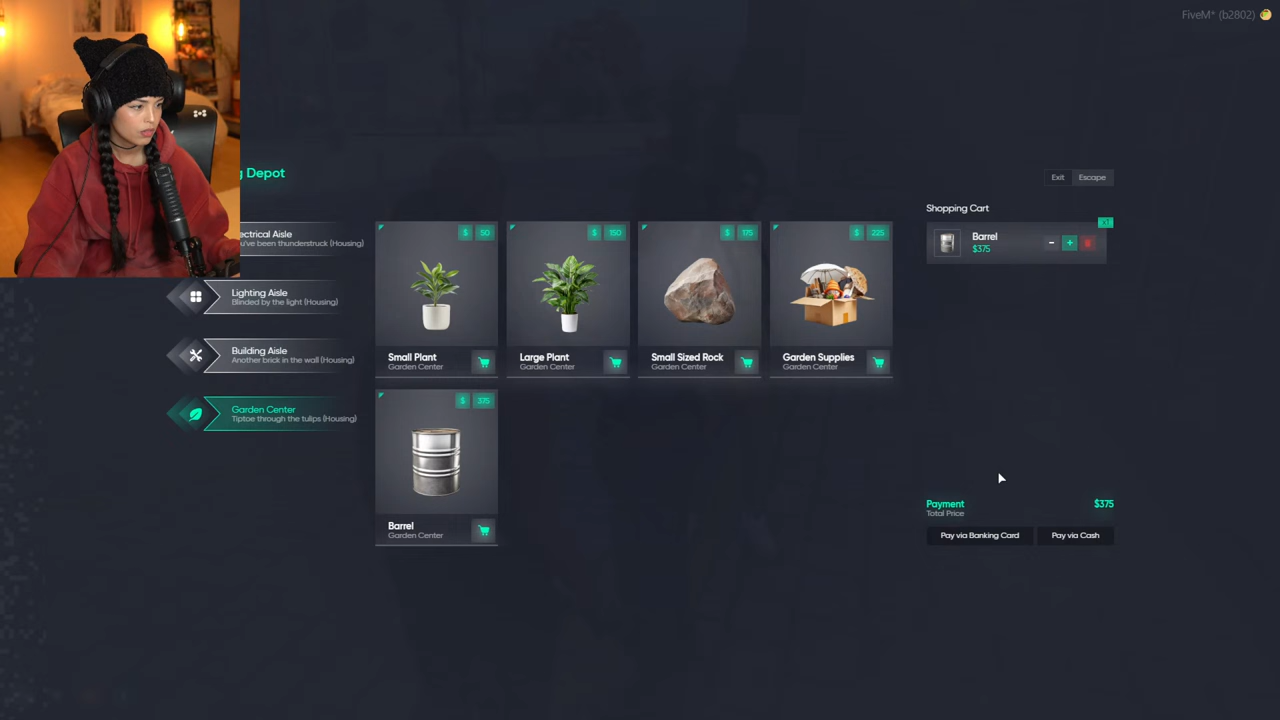 FiveM* (b2802)
g Depot
Exit
Escape
ectrical Aisle
u've been thunderstruck (Housing)
Lighting Aisle
Blinded by the light (Housing)
Building Aisle
Another brick in the wall (Housing)
Garden Center
Tiptoe through the tulips (Housing)
$ 50
Small Plant
Garden Center
$ 150
Large Plant
Garden Center
$ 175
Small Sized Rock
Garden Center
$ 225
Garden Supplies
Garden Center
$ 375
Barrel
Garden Center
Shopping Cart
x1
Barrel
$375
- +
Payment
$375
Total Price
Pay via Banking Card
Pay via Cash